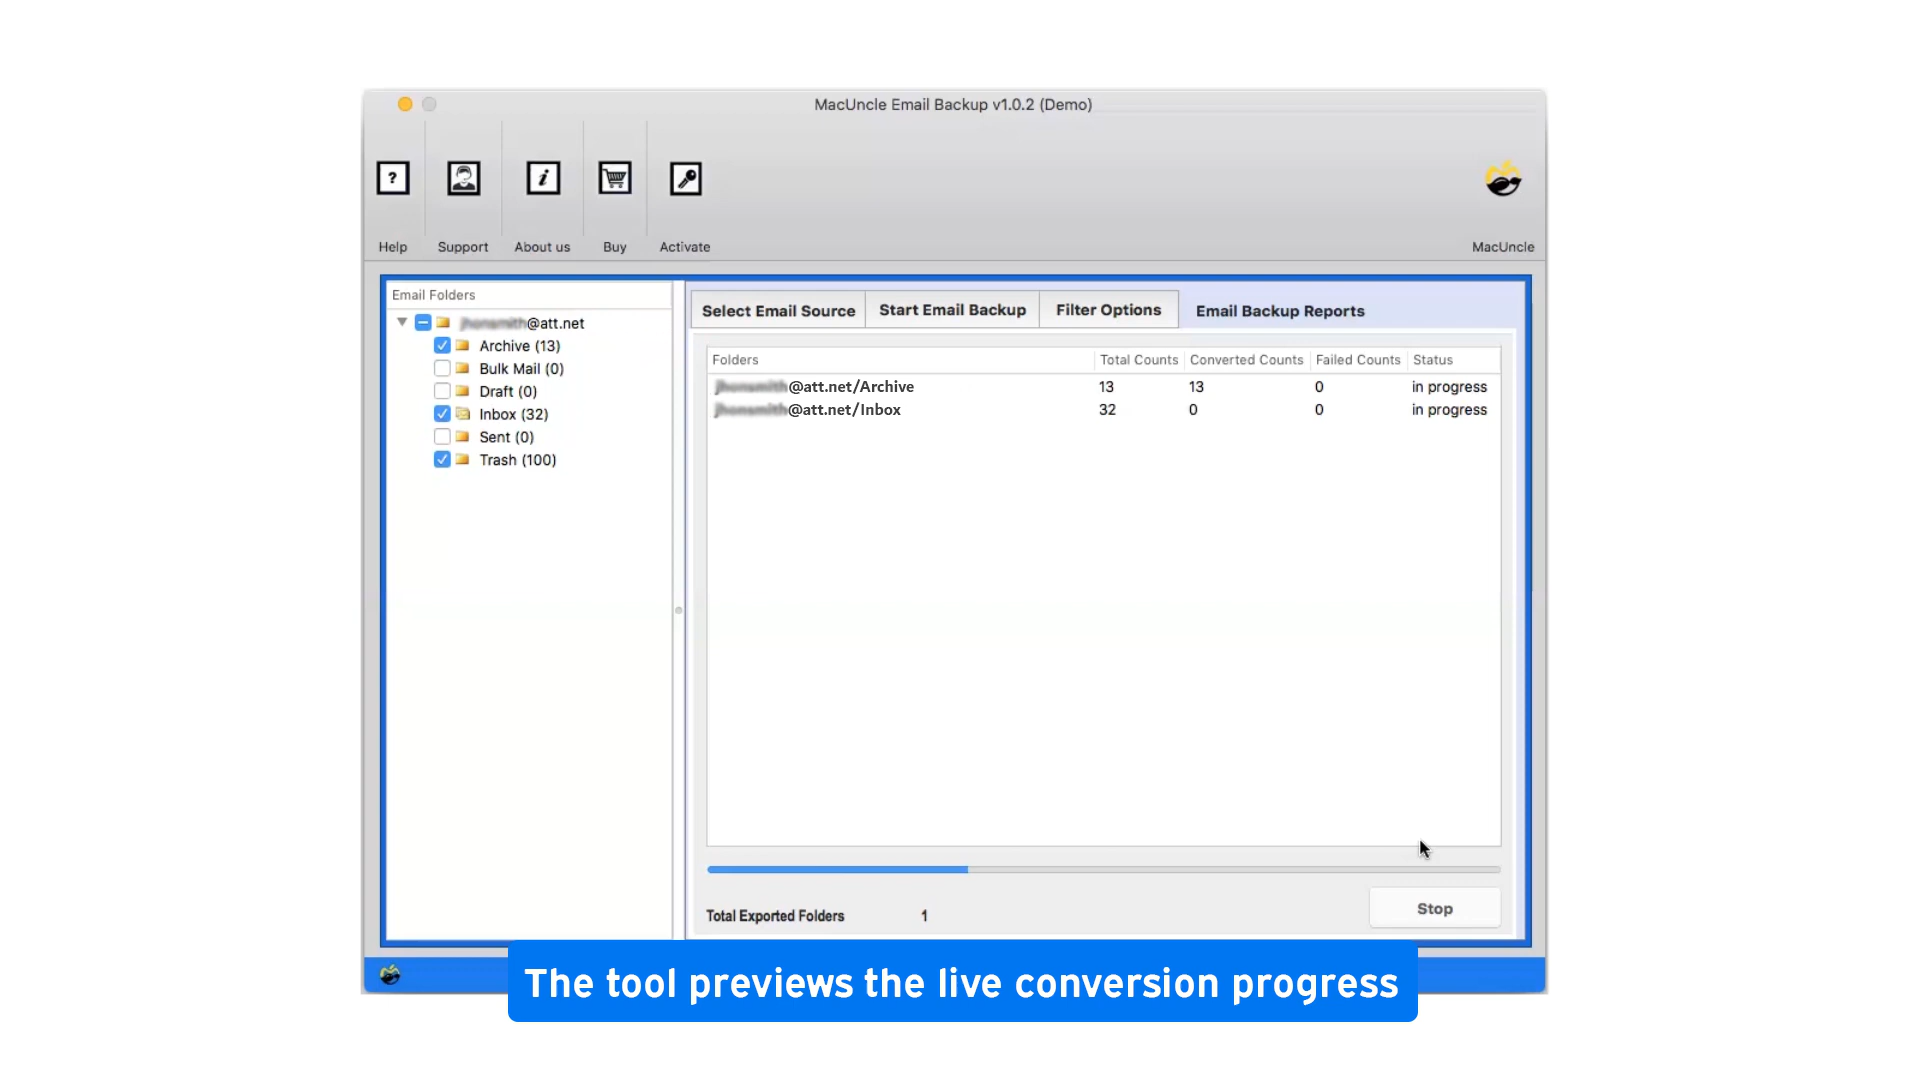 MacUncle Email Backup v1.0.2 (Demo)
?
i
Help
Support
About us
Buy
Activate
MacUncle
Email Folders
@att.net
Archive (13)
Bulk Mail (0)
Draft (0)
Inbox (32)
Sent (0)
Trash (100)
Select Email Source
Start Email Backup
Filter Options
Email Backup Reports
Folders Total Counts Converted Counts Failed Counts Status
@att.net/Archive 13 13 0 in progress
@att.net/Inbox 32 0 0 in progress
Total Exported Folders 1
Stop
The tool previews the live conversion progress